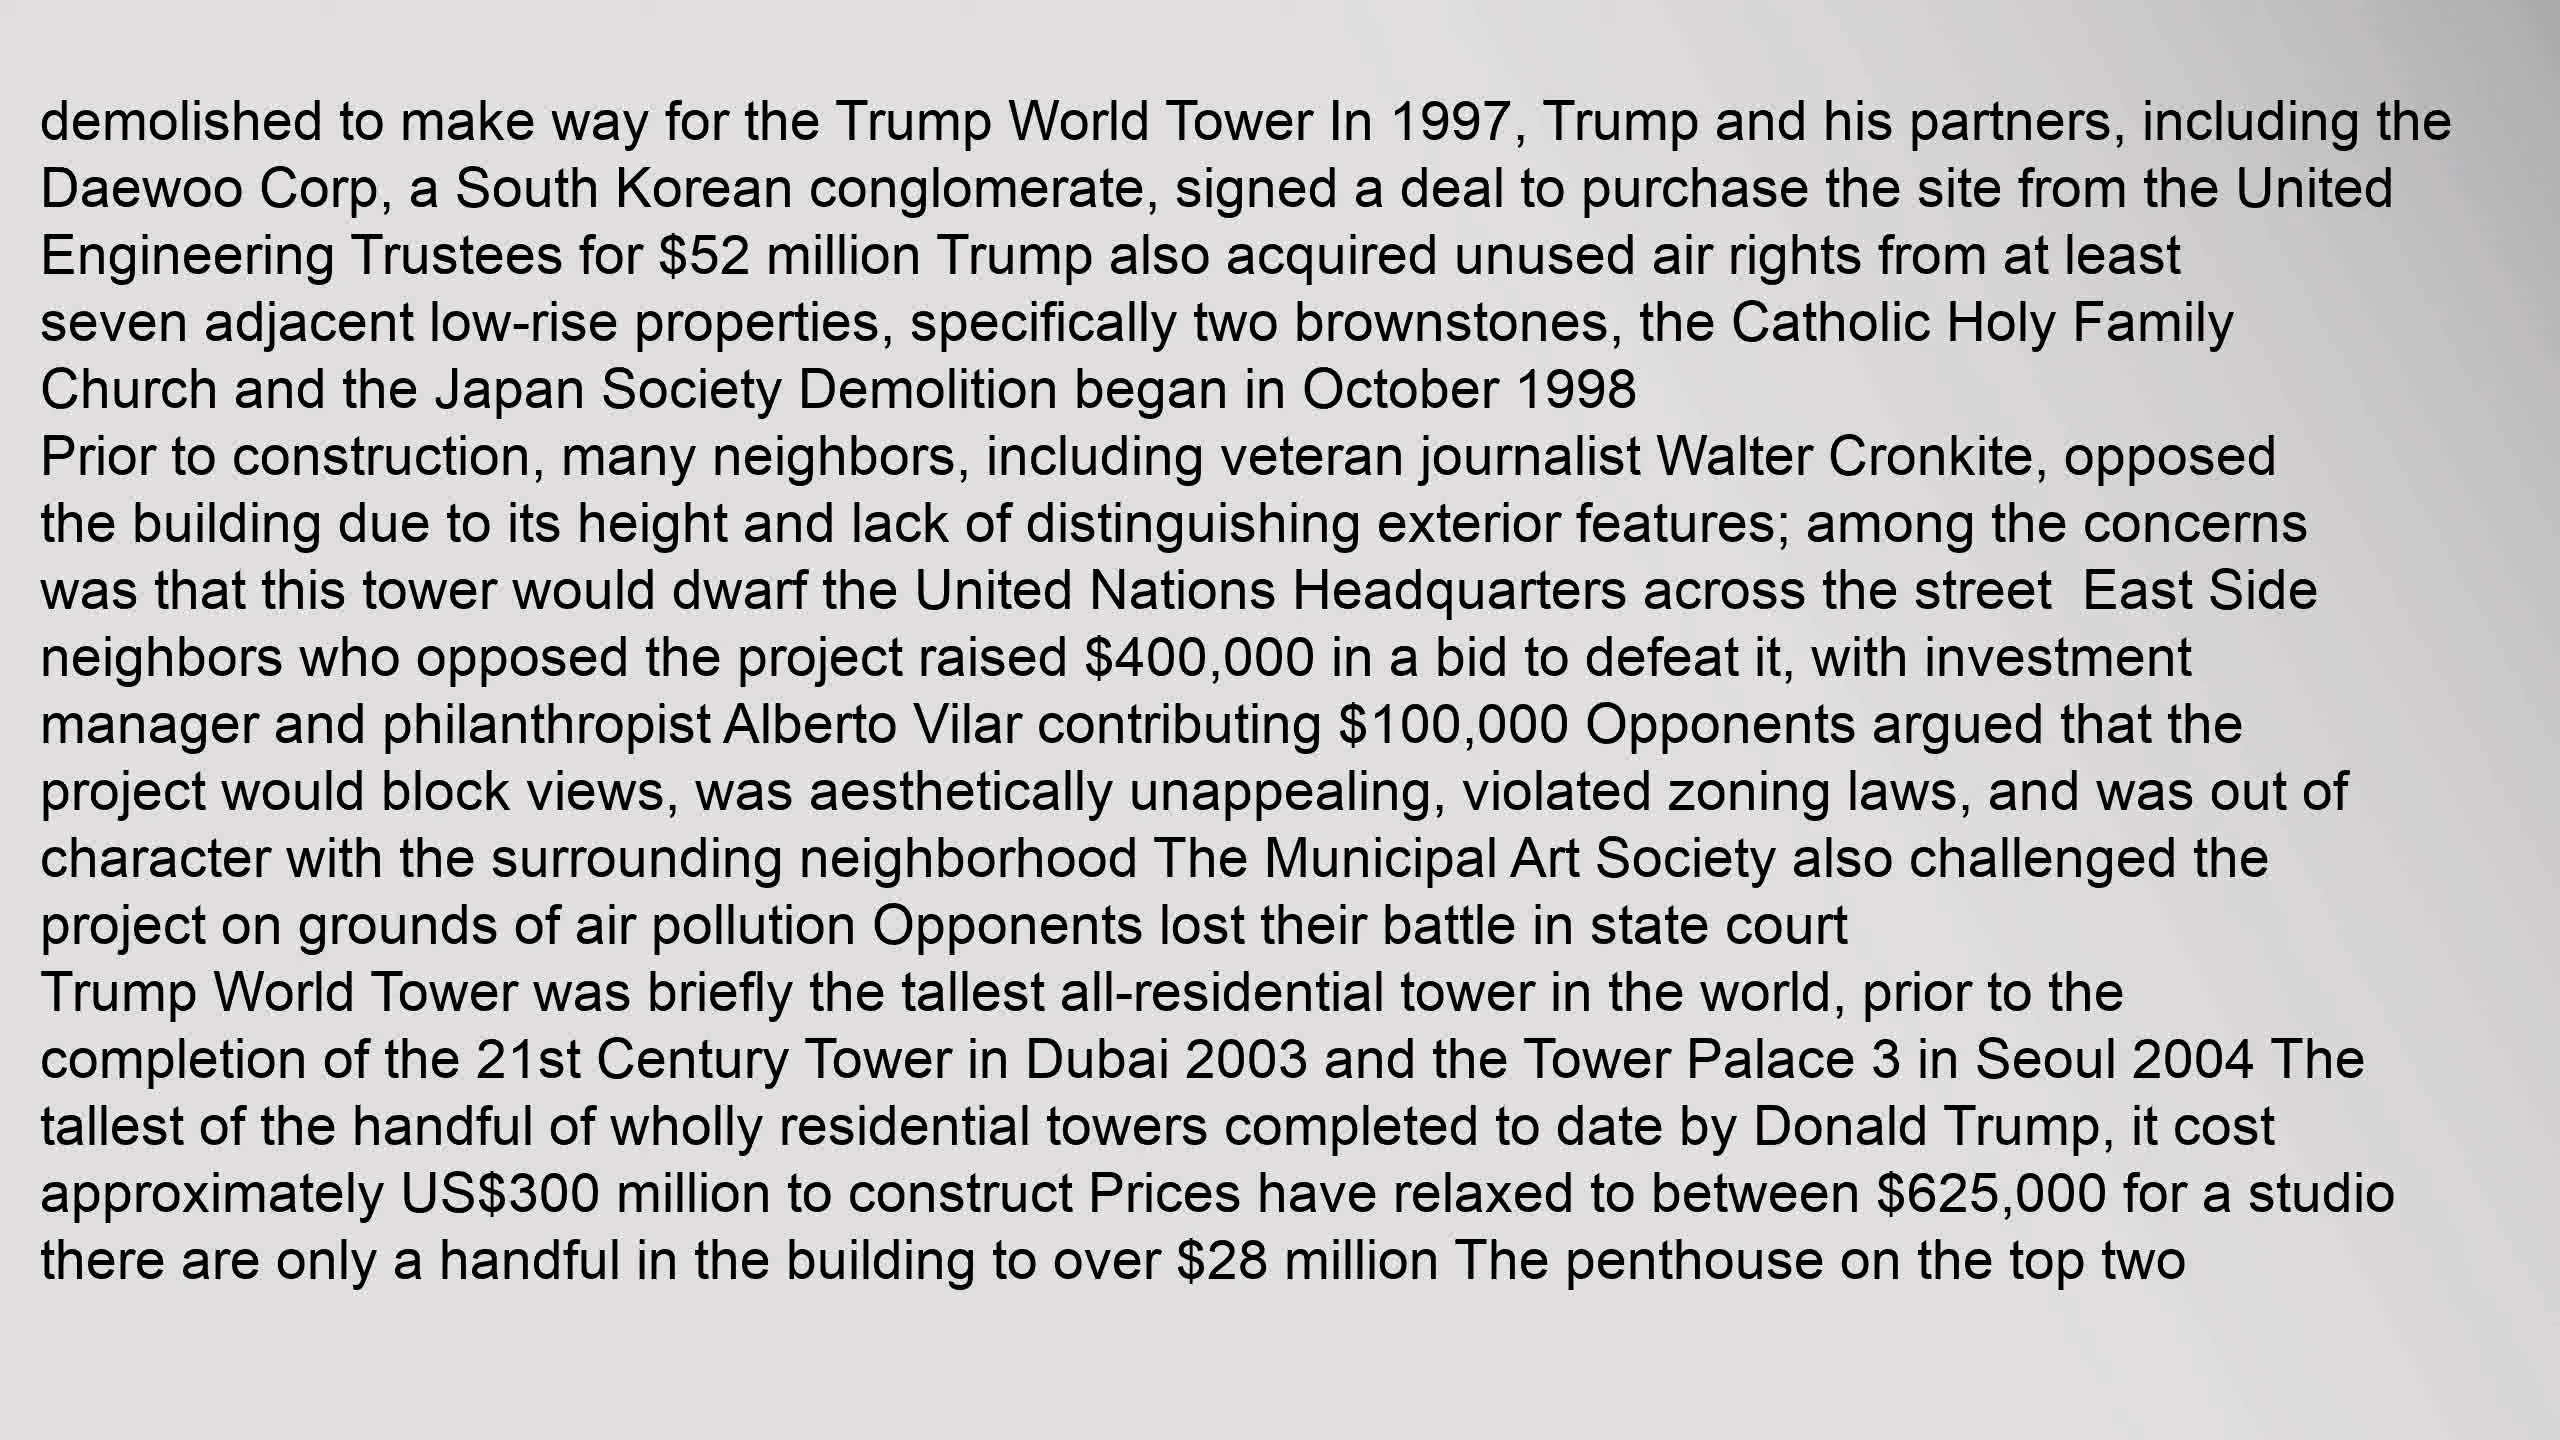 demolished to make way for the Trump World Tower In 1997, Trump and his partners, including the
Daewoo Corp, a South Korean conglomerate, signed a deal to purchase the site from the United
Engineering Trustees for $52 million Trump also acquired unused air rights from at least
seven adjacent low-rise properties, specifically two brownstones, the Catholic Holy Family
Church and the Japan Society Demolition began in October 1998
Prior to construction, many neighbors, including veteran journalist Walter Cronkite, opposed
the building due to its height and lack of distinguishing exterior features; among the concerns
was that this tower would dwarf the United Nations Headquarters across the street  East Side
neighbors who opposed the project raised $400,000 in a bid to defeat it, with investment
manager and philanthropist Alberto Vilar contributing $100,000 Opponents argued that the
project would block views, was aesthetically unappealing, violated zoning laws, and was out of
character with the surrounding neighborhood The Municipal Art Society also challenged the
project on grounds of air pollution Opponents lost their battle in state court
Trump World Tower was briefly the tallest all-residential tower in the world, prior to the
completion of the 21st Century Tower in Dubai 2003 and the Tower Palace 3 in Seoul 2004 The
tallest of the handful of wholly residential towers completed to date by Donald Trump, it cost
approximately US$300 million to construct Prices have relaxed to between $625,000 for a studio
there are only a handful in the building to over $28 million The penthouse on the top two